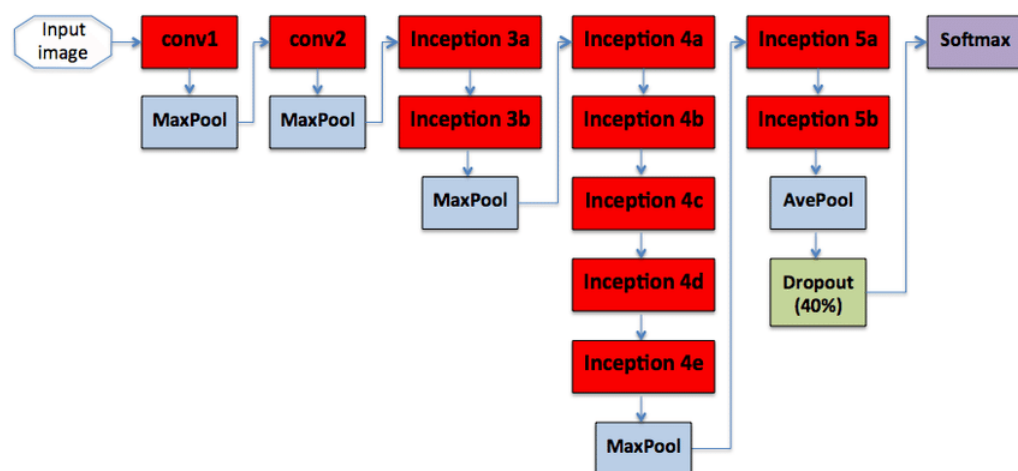 Input
image
conv1
MaxPool
conv2
MaxPool
Inception 3a
Inception 3b
MaxPool
Inception 4a
Inception 4b
Inception 4c
Inception 4d
Inception 4e
MaxPool
Inception 5a
Inception 5b
AvePool
Dropout
(40%)
Softmax